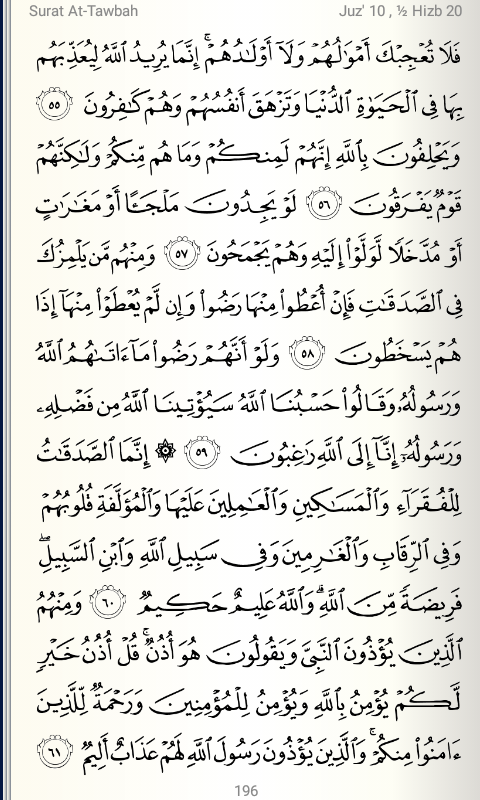 Surat At-Tawbah
Juz' 10 , ½ Hizb 20
فَلَا تُعۡجِبۡكَ أَمۡوَٰلُهُمۡ وَلَآ أَوۡلَٰدُهُمۡۚ إِنَّمَا يُرِيدُ ٱللَّهُ لِيُعَذِّبَهُم
بِهَا فِي ٱلۡحَيَوٰةِ ٱلدُّنۡيَا وَتَزۡهَقَ أَنفُسُهُمۡ وَهُمۡ كَٰفِرُونَ ٥٥
وَيَحۡلِفُونَ بِٱللَّهِ إِنَّهُمۡ لَمِنكُمۡ وَمَا هُم مِّنكُمۡ وَلَٰكِنَّهُمۡ
قَوۡمٞ يَفۡرَقُونَ ٥٦ لَوۡ يَجِدُونَ مَلۡجَـًٔا أَوۡ مَغَٰرَٰتٍ
أَوۡ مُدَّخَلٗا لَّوَلَّوۡاْ إِلَيۡهِ وَهُمۡ يَجۡمَحُونَ ٥٧ وَمِنۡهُم مَّن يَلۡمِزُكَ
فِي ٱلصَّدَقَٰتِ فَإِنۡ أُعۡطُواْ مِنۡهَا رَضُواْ وَإِن لَّمۡ يُعۡطَوۡاْ مِنۡهَآ إِذَا
هُمۡ يَسۡخَطُونَ ٥٨ وَلَوۡ أَنَّهُمۡ رَضُواْ مَآ ءَاتَىٰهُمُ ٱللَّهُ
وَرَسُولُهُۥ وَقَالُواْ حَسۡبُنَا ٱللَّهُ سَيُؤۡتِينَا ٱللَّهُ مِن فَضۡلِهِۦ
وَرَسُولُهُۥٓ إِنَّآ إِلَى ٱللَّهِ رَٰغِبُونَ ٥٩ ۞ إِنَّمَا ٱلصَّدَقَٰتُ
لِلۡفُقَرَآءِ وَٱلۡمَسَٰكِينِ وَٱلۡعَٰمِلِينَ عَلَيۡهَا وَٱلۡمُؤَلَّفَةِ قُلُوبُهُمۡ
وَفِي ٱلرِّقَابِ وَٱلۡغَٰرِمِينَ وَفِي سَبِيلِ ٱللَّهِ وَٱبۡنِ ٱلسَّبِيلِۖ
فَرِيضَةٗ مِّنَ ٱللَّهِۗ وَٱللَّهُ عَلِيمٌ حَكِيمٞ ٦٠ وَمِنۡهُمُ
ٱلَّذِينَ يُؤۡذُونَ ٱلنَّبِيَّ وَيَقُولُونَ هُوَ أُذُنٞۚ قُلۡ أُذُنُ خَيۡرٖ
لَّكُمۡ يُؤۡمِنُ بِٱللَّهِ وَيُؤۡمِنُ لِلۡمُؤۡمِنِينَ وَرَحۡمَةٞ لِّلَّذِينَ
ءَامَنُواْ مِنكُمۡۚ وَٱلَّذِينَ يُؤۡذُونَ رَسُولَ ٱللَّهِ لَهُمۡ عَذَابٌ أَلِيمٞ ٦١
196